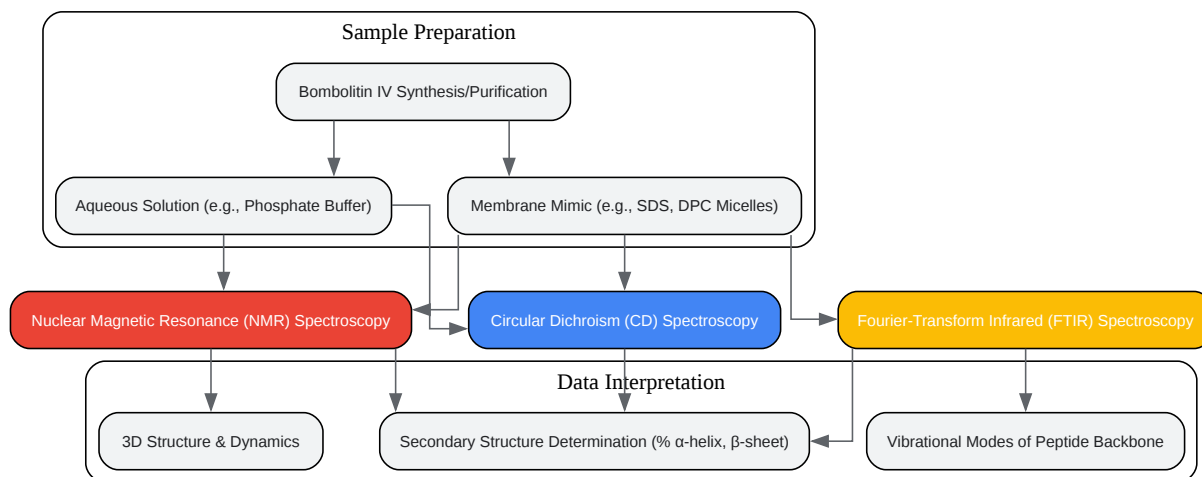 Sample Preparation
Bombolitin IV Synthesis/Purification
Aqueous Solution (e.g., Phosphate Buffer)
Membrane Mimic (e.g., SDS, DPC Micelles)
Nuclear Magnetic Resonance (NMR) Spectroscopy
Circular Dichroism (CD) Spectroscopy
Fourier-Transform Infrared (FTIR) Spectroscopy
Data Interpretation
3D Structure & Dynamics
Secondary Structure Determination (% α-helix, β-sheet)
Vibrational Modes of Peptide Backbone